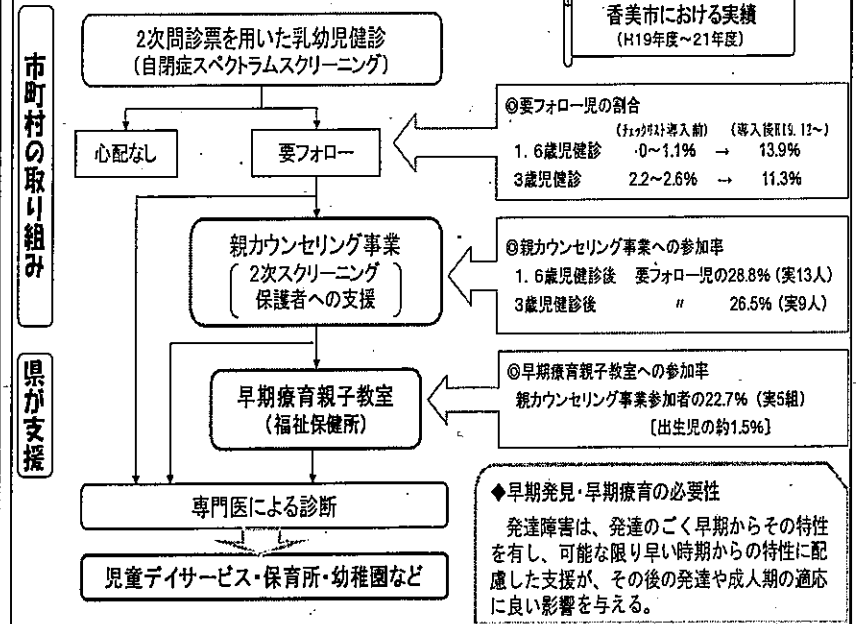 香美市における実績
(H19年度～21年度)
市町村の取り組み
2次問診票を用いた乳幼児健診
(自閉症スペクトラムスクリーニング)
心配なし
要フォロー
◎要フォロー児の割合
(チェックリスト導入前) (導入後H19.12～)
1.6歳児健診 0～1.1% → 13.9%
3歳児健診 2.2～2.6% → 11.3%
親カウンセリング事業
2次スクリーニング
保護者への支援
◎親カウンセリング事業への参加率
1.6歳児健診後 要フォロー児の28.8% (実13人)
3歳児健診後 〃 26.5% (実9人)
県が支援
早期療育親子教室
(福祉保健所)
◎早期療育親子教室への参加率
親カウンセリング事業参加者の22.7% (実5組)
[出生児の約1.5%]
専門医による診断
児童デイサービス・保育所・幼稚園など
◆早期発見・早期療育の必要性
発達障害は、発達のごく早期からその特性
を有し、可能な限り早い時期からの特性に配
慮した支援が、その後の発達や成人期の適応
に良い影響を与える。